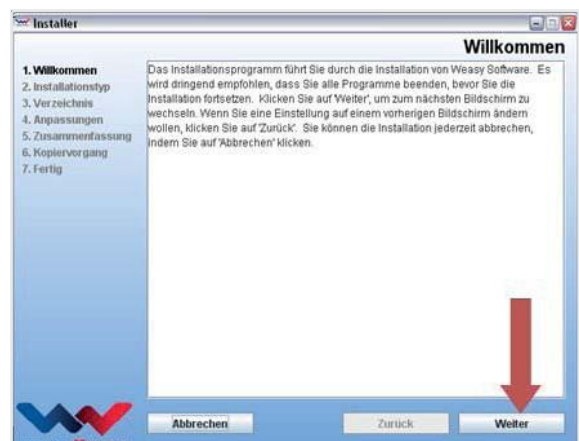 Installer
Willkommen
1. Willkommen
2. Installationstyp
3. Verzeichnis
4. Anpassungen
5. Zusammenfassung
6. Kopiervorgang
7. Fertig
Das Installationsprogramm führt Sie durch die Installation von Weasy Software. Es
wird dringend empfohlen, dass Sie alle Programme beenden, bevor Sie die
Installation fortsetzen. Klicken Sie auf 'Weiter', um zum nächsten Bildschirm zu
wechseln. Wenn Sie eine Einstellung auf einem vorherigen Bildschirm ändern
wollen, klicken Sie auf 'Zurück'. Sie können die Installation jederzeit abbrechen,
indem Sie auf 'Abbrechen' klicken.
Abbrechen
Zurück
Weiter